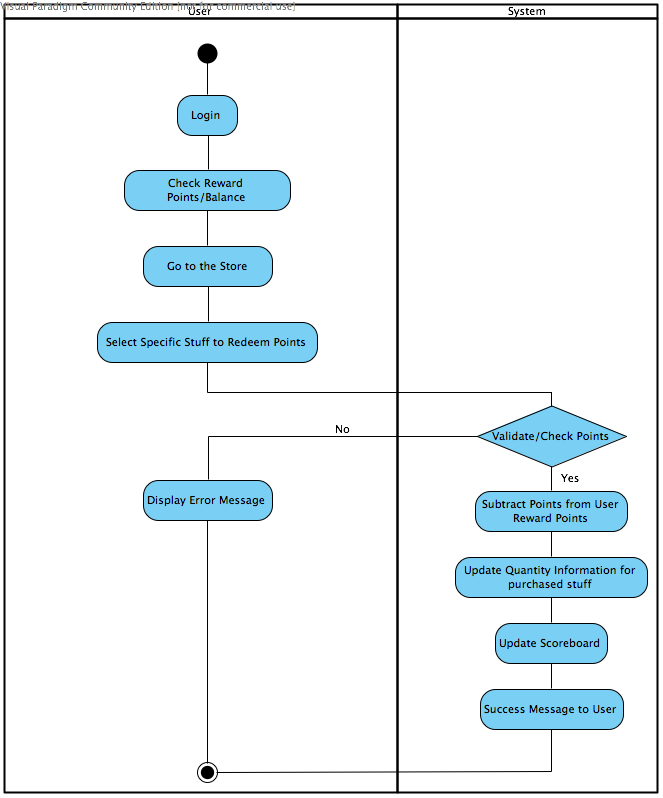 Visual Paradigm Community Edition [not for commercial use]
User
System
Login
Check Reward
Points/Balance
Go to the Store
Select Specific Stuff to Redeem Points
Validate/Check Points
No
Yes
Display Error Message
Subtract Points from User
Reward Points
Update Quantity Information for
purchased stuff
Update Scoreboard
Success Message to User